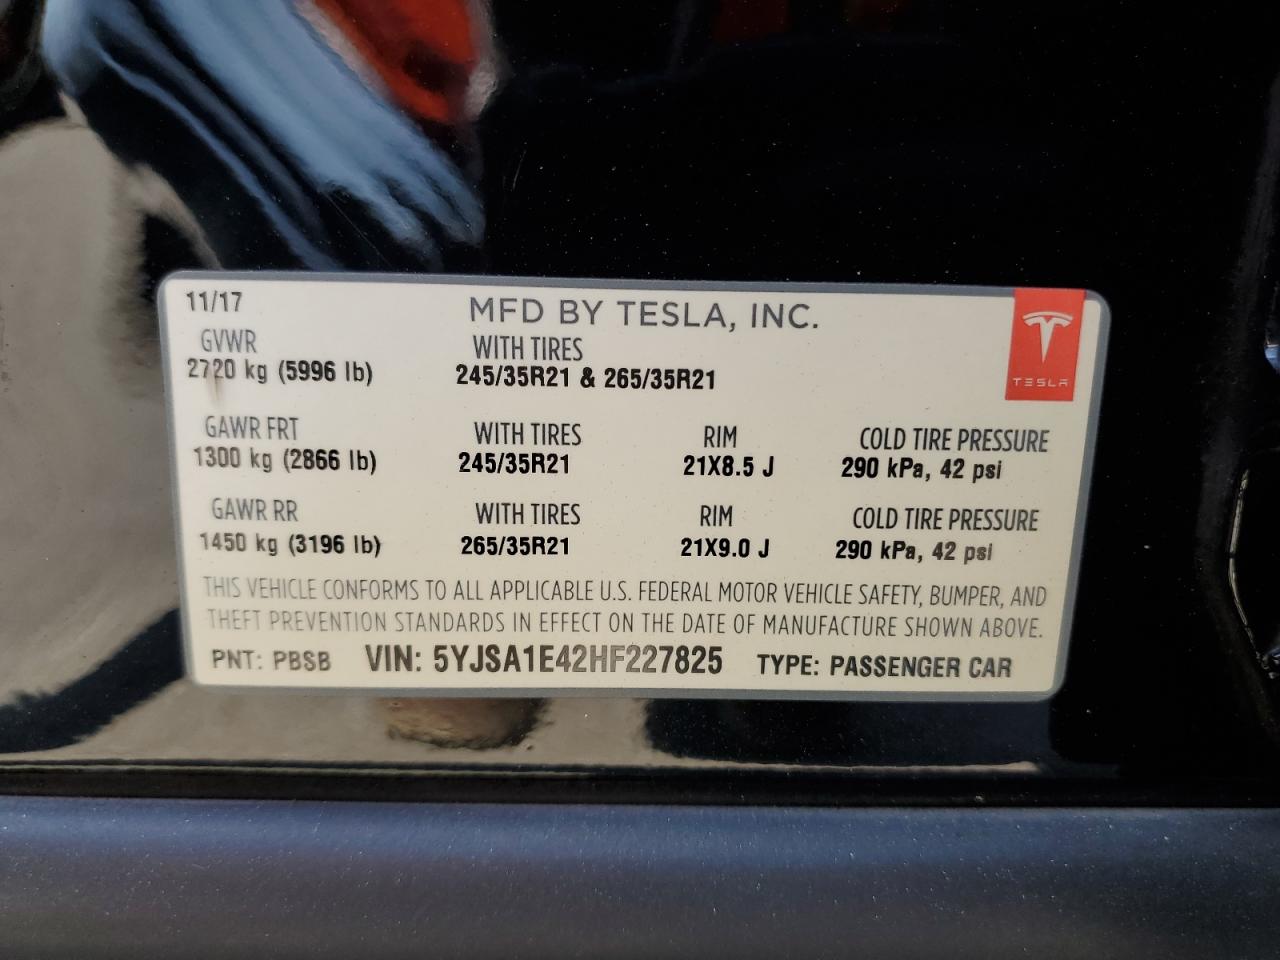 11/17 MFD BY TESLA, INC.
GVWR WITH TIRES
2720 kg (5996 lb) 245/35R21 & 265/35R21
TESLA
GAWR FRT WITH TIRES RIM COLD TIRE PRESSURE
1300 kg (2866 lb) 245/35R21 21X8.5 J 290 kPa, 42 psi
GAWR RR WITH TIRES RIM COLD TIRE PRESSURE
1450 kg (3196 lb) 265/35R21 21X9.0 J 290 kPa, 42 psi
THIS VEHICLE CONFORMS TO ALL APPLICABLE U.S. FEDERAL MOTOR VEHICLE SAFETY, BUMPER, AND
THEFT PREVENTION STANDARDS IN EFFECT ON THE DATE OF MANUFACTURE SHOWN ABOVE.
PNT: PBSB VIN: 5YJSA1E42HF227825 TYPE: PASSENGER CAR